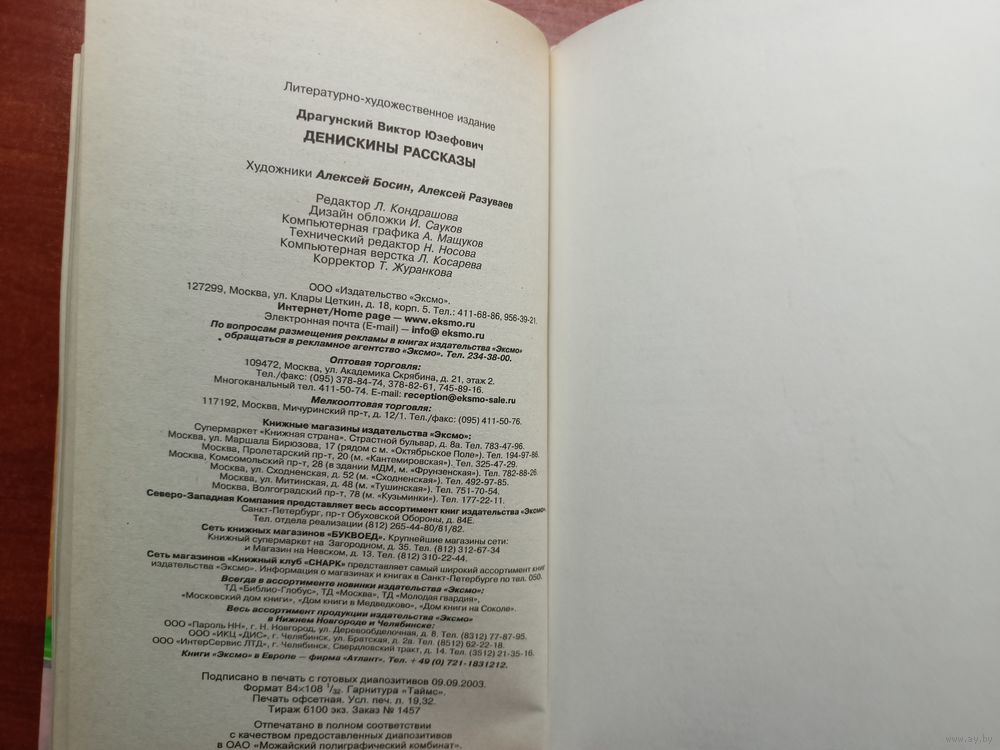 Литературно-художественное издание
Драгунский Виктор Юзефович
ДЕНИСКИНЫ РАССКАЗЫ
Художники Алексей Босин, Алексей Разуваев
Редактор Л. Кондрашова
Дизайн обложки И. Сауков
Компьютерная графика А. Мащуков
Технический редактор Н. Носова
Компьютерная верстка Л. Косарева
Корректор Т. Журанкова
ООО «Издательство «Эксмо».
127299, Москва, ул. Клары Цеткин, д. 18, корп. 5. Тел.: 411-68-86, 956-39-21.
Интернет/Home page — www.eksmo.ru
Электронная почта (E-mail) — info@ eksmo.ru
По вопросам размещения рекламы в книгах издательства «Эксмо»
обращаться в рекламное агентство «Эксмо». Тел. 234-38-00.
Оптовая торговля:
109472, Москва, ул. Академика Скрябина, д. 21, этаж 2.
Тел./факс: (095) 378-84-74, 378-82-61, 745-89-16.
Многоканальный тел. 411-50-74. E-mail: reception@eksmo-sale.ru
Мелкооптовая торговля:
117192, Москва, Мичуринский пр-т, д. 12/1. Тел./факс: (095) 411-50-76.
Книжные магазины издательства «Эксмо»:
Супермаркет «Книжная страна». Страстной бульвар, д. 8а. Тел. 783-47-96.
Москва, ул. Маршала Бирюзова, 17 (рядом с м. «Октябрьское Поле»). Тел. 194-97-86.
Москва, Пролетарский пр-т, 20 (м. «Кантемировская»). Тел. 325-47-29.
Москва, Комсомольский пр-т, 28 (в здании МДМ, м. «Фрунзенская»). Тел. 782-88-26.
Москва, ул. Сходненская, д. 52 (м. «Сходненская»). Тел. 492-97-85.
Москва, ул. Митинская, д. 48 (м. «Тушинская»). Тел. 751-70-54.
Москва, Волгоградский пр-т, 78 (м. «Кузьминки»). Тел. 177-22-11.
Северо-Западная Компания представляет весь ассортимент книг издательства «Эксмо».
Санкт-Петербург, пр-т Обуховской Обороны, д. 84Е.
Тел. отдела реализации (812) 265-44-80/81/82.
Сеть книжных магазинов «БУКВОЕД». Крупнейшие магазины сети:
Книжный супермаркет на Загородном, д. 35. Тел. (812) 312-67-34
и Магазин на Невском, д. 13. Тел. (812) 310-22-44.
Сеть магазинов «Книжный клуб «СНАРК» представляет самый широкий ассортимент книг
издательства «Эксмо». Информация о магазинах и книгах в Санкт-Петербурге по тел. 050.
Всегда в ассортименте новинки издательства «Эксмо»:
ТД «Библио-Глобус», ТД «Москва», ТД «Молодая гвардия»,
«Московский дом книги», «Дом книги в Медведково», «Дом книги на Соколе».
Весь ассортимент продукции издательства «Эксмо»
в Нижнем Новгороде и Челябинске:
ООО «Пароль НН», г. Н. Новгород, ул. Деревообделочная, д. 8. Тел. (8312) 77-87-95.
ООО «ИКЦ «ДИС», г. Челябинск, ул. Братская, д. 2а. Тел. (8512) 62-22-18.
ООО «ИнтерСервис ЛТД», г. Челябинск, Свердловский тракт, д. 14. Тел. (3512) 21-35-16.
Книги «Эксмо» в Европе — фирма «Атлант». Тел. + 49 (0) 721-1831212.
Подписано в печать с готовых диапозитивов 09.09.2003.
Формат 84×108 1/32. Гарнитура «Таймс».
Печать офсетная. Усл. печ. л. 19,32.
Тираж 6100 экз. Заказ № 1457
Отпечатано в полном соответствии
с качеством предоставленных диапозитивов
в ОАО «Можайский полиграфический комбинат».
www.ay.by